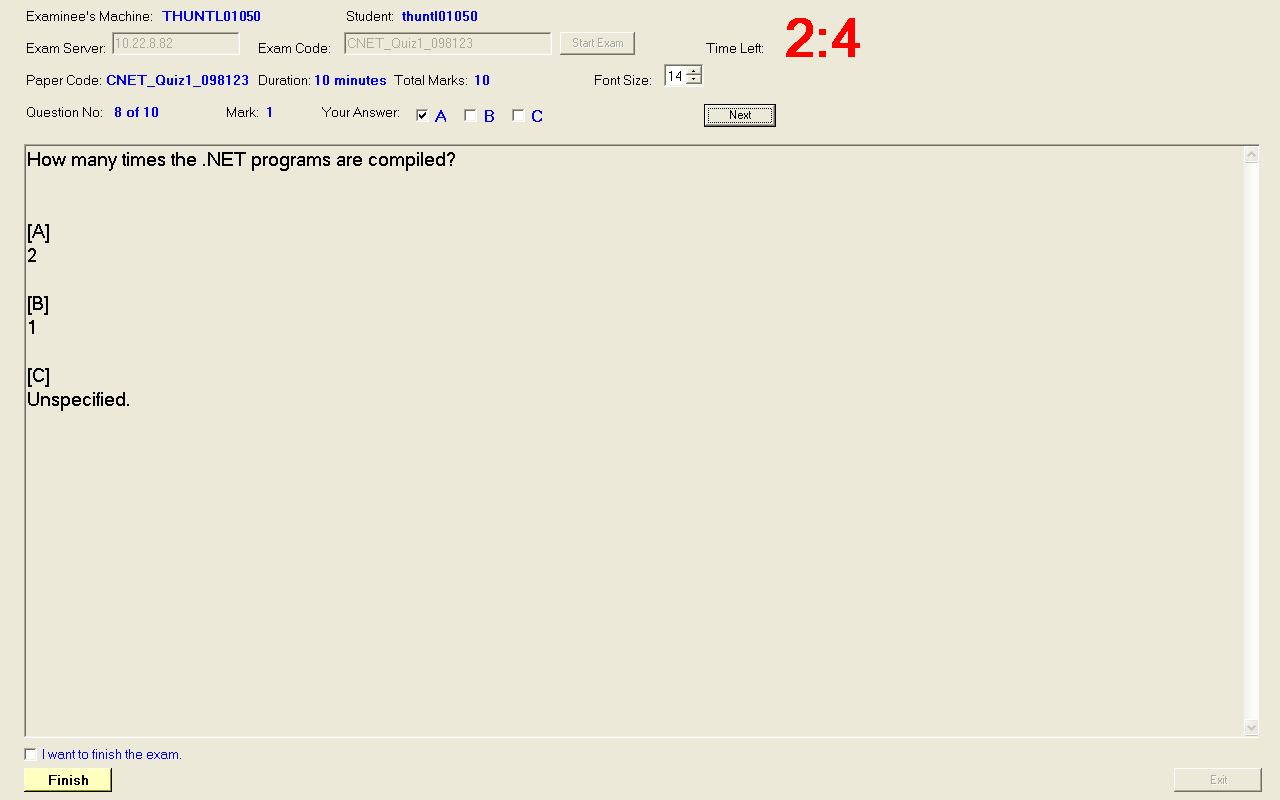 Examinee's Machine: THUNTL01050 Student: thuntl01050
Exam Server: 10.22.8.82 Exam Code: CNET_Quiz1_098123 Start Exam Time Left: 2:4
Paper Code: CNET_Quiz1_098123 Duration: 10 minutes Total Marks: 10 Font Size: 14
Question No: 8 of 10 Mark: 1 Your Answer: A B C Next
How many times the .NET programs are compiled?
[A]
2
[B]
1
[C]
Unspecified.
I want to finish the exam.
Finish Exit